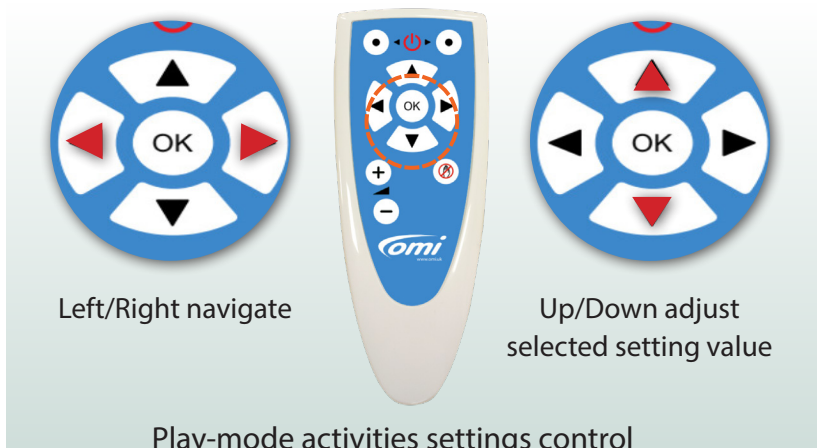 OK
OK
OK
+
−
omi
Left/Right navigate
Up/Down adjust
selected setting value
Play-mode activities settings control